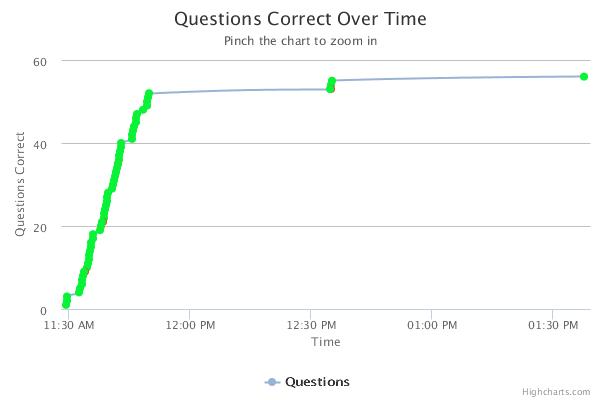 Questions Correct Over Time
Pinch the chart to zoom in
Questions Correct
60
40
20
0
11:30 AM 12:00 PM 12:30 PM 01:00 PM 01:30 PM
Time
Questions
Highcharts.com